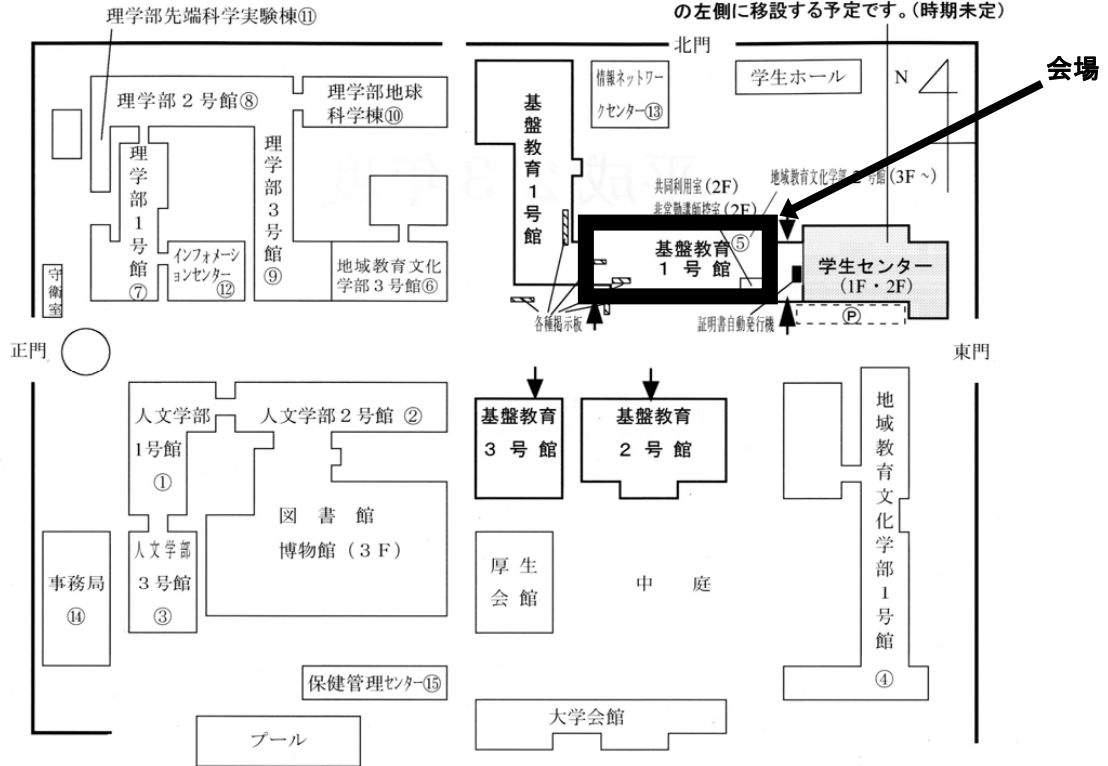 理学部先端科学実験棟⑪
の左側に移設する予定です。(時期未定)
北門
会場
理学部2号館⑧
理学部地球
科学棟⑩
基盤教育1号館
情報ネットワー
クセンター⑬
学生ホール
N
理学部1号館⑦
理学部3号館⑨
共同利用室(2F)
非常勤講師控室(2F)
地域教育文化学部2号館(3F～)
⑤
守衛室
インフォメーシ
ョンセンター
⑫
地域教育文化
学部3号館⑥
基盤教育
1号館
学生センター
(1F・2F)
Ⓟ
各種掲示板
証明書自動発行機
正門
東門
人文学部
1号館
①
人文学部2号館 ②
基盤教育
3号館
基盤教育
2号館
地域教育文化学部1号館
④
図書館
博物館(3F)
人文学部
3号館
③
事務局
⑭
厚生
会館
中庭
保健管理センター⑮
大学会館
プール